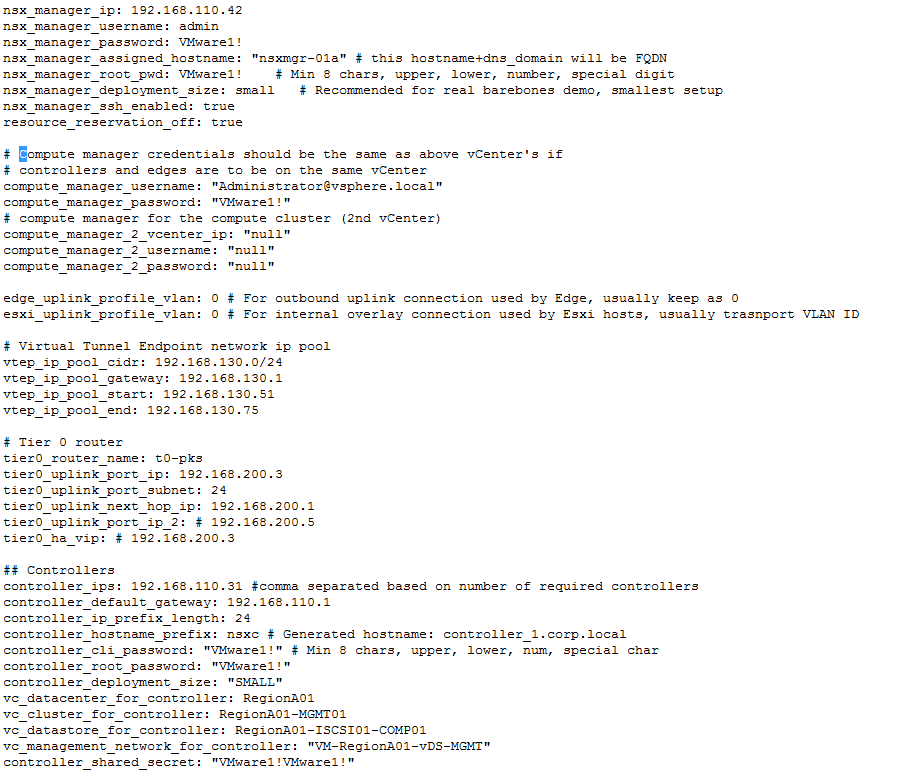 nsx_manager_ip: 192.168.110.42
nsx_manager_username: admin
nsx_manager_password: VMware1!
nsx_manager_assigned_hostname: "nsxmgr-01a" # this hostname+dns_domain will be FQDN
nsx_manager_root_pwd: VMware1!    # Min 8 chars, upper, lower, number, special digit
nsx_manager_deployment_size: small   # Recommended for real barebones demo, smallest setup
nsx_manager_ssh_enabled: true
resource_reservation_off: true

# Compute manager credentials should be the same as above vCenter's if
# controllers and edges are to be on the same vCenter
compute_manager_username: "Administrator@vsphere.local"
compute_manager_password: "VMware1!"
# compute manager for the compute cluster (2nd vCenter)
compute_manager_2_vcenter_ip: "null"
compute_manager_2_username: "null"
compute_manager_2_password: "null"

edge_uplink_profile_vlan: 0 # For outbound uplink connection used by Edge, usually keep as 0
esxi_uplink_profile_vlan: 0 # For internal overlay connection used by Esxi hosts, usually trasnport VLAN ID

# Virtual Tunnel Endpoint network ip pool
vtep_ip_pool_cidr: 192.168.130.0/24
vtep_ip_pool_gateway: 192.168.130.1
vtep_ip_pool_start: 192.168.130.51
vtep_ip_pool_end: 192.168.130.75

# Tier 0 router
tier0_router_name: t0-pks
tier0_uplink_port_ip: 192.168.200.3
tier0_uplink_port_subnet: 24
tier0_uplink_next_hop_ip: 192.168.200.1
tier0_uplink_port_ip_2: # 192.168.200.5
tier0_ha_vip: # 192.168.200.3

## Controllers
controller_ips: 192.168.110.31 #comma separated based on number of required controllers
controller_default_gateway: 192.168.110.1
controller_ip_prefix_length: 24
controller_hostname_prefix: nsxc # Generated hostname: controller_1.corp.local
controller_cli_password: "VMware1!" # Min 8 chars, upper, lower, num, special char
controller_root_password: "VMware1!"
controller_deployment_size: "SMALL"
vc_datacenter_for_controller: RegionA01
vc_cluster_for_controller: RegionA01-MGMT01
vc_datastore_for_controller: RegionA01-ISCSI01-COMP01
vc_management_network_for_controller: "VM-RegionA01-vDS-MGMT"
controller_shared_secret: "VMware1!VMware1!"